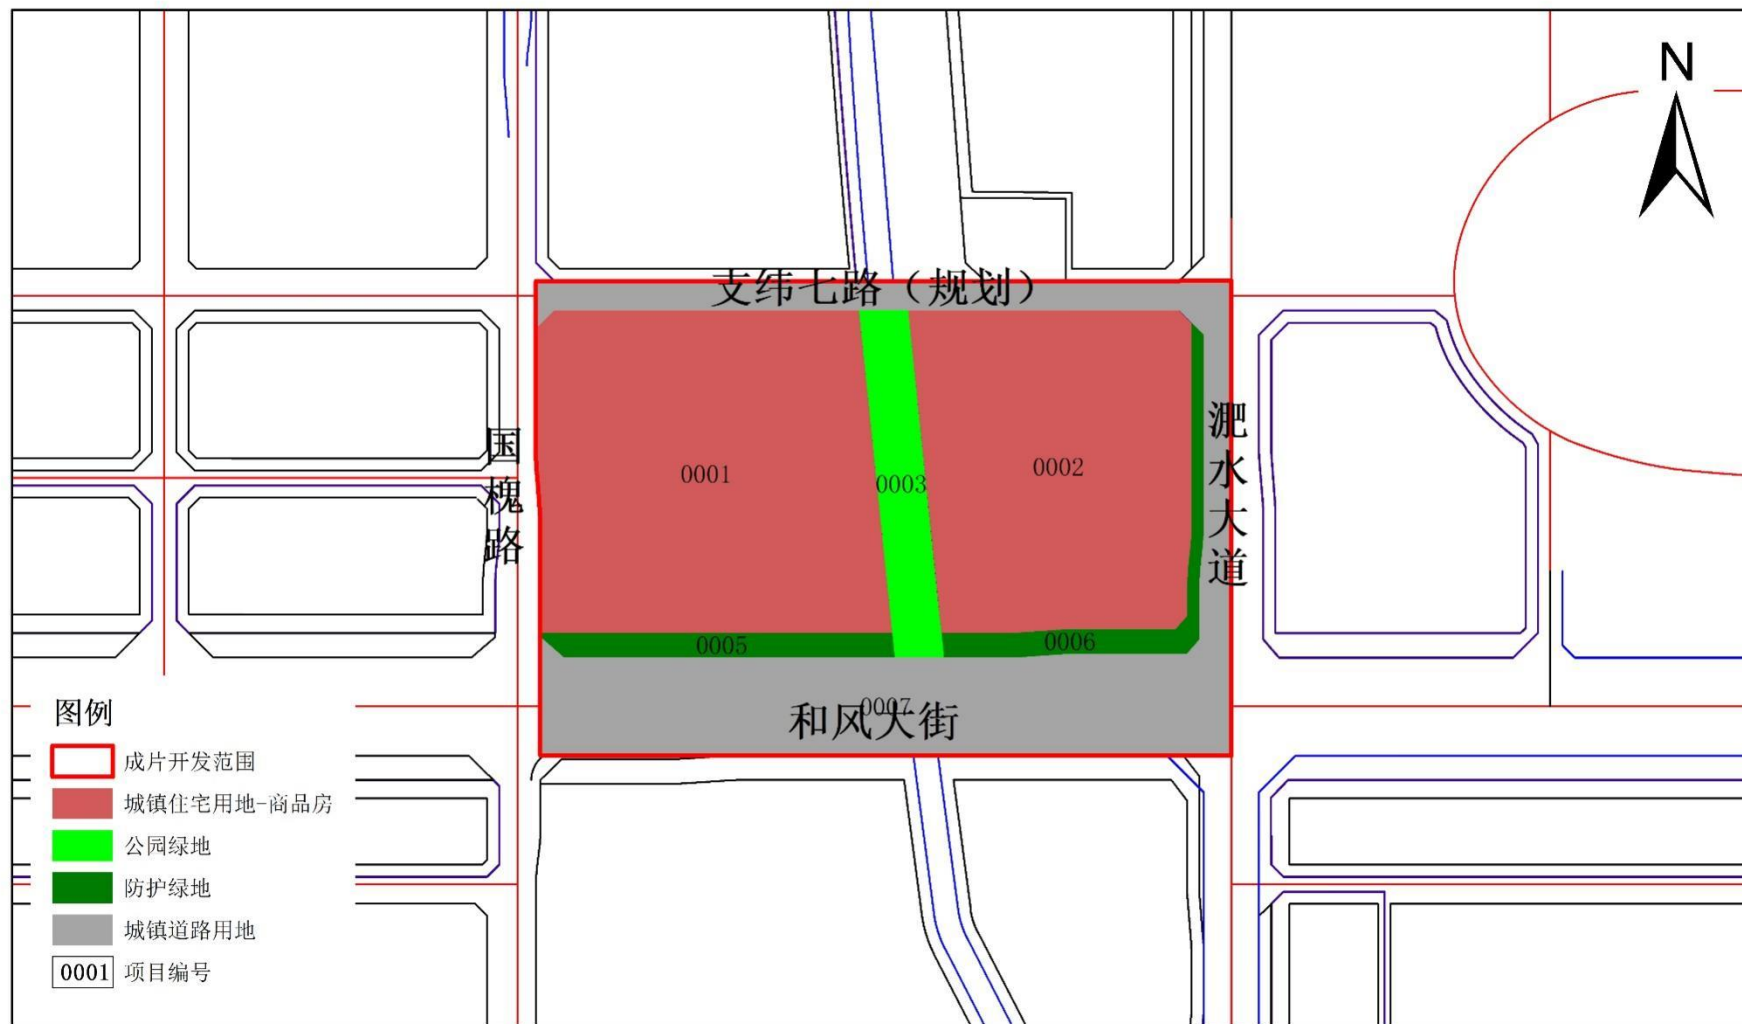 N
支纬七路（规划）
国槐路
淝水大道
0001
0002
0003
0005
0006
0007
和风大街
图例
成片开发范围
城镇住宅用地-商品房
公园绿地
防护绿地
城镇道路用地
0001 项目编号